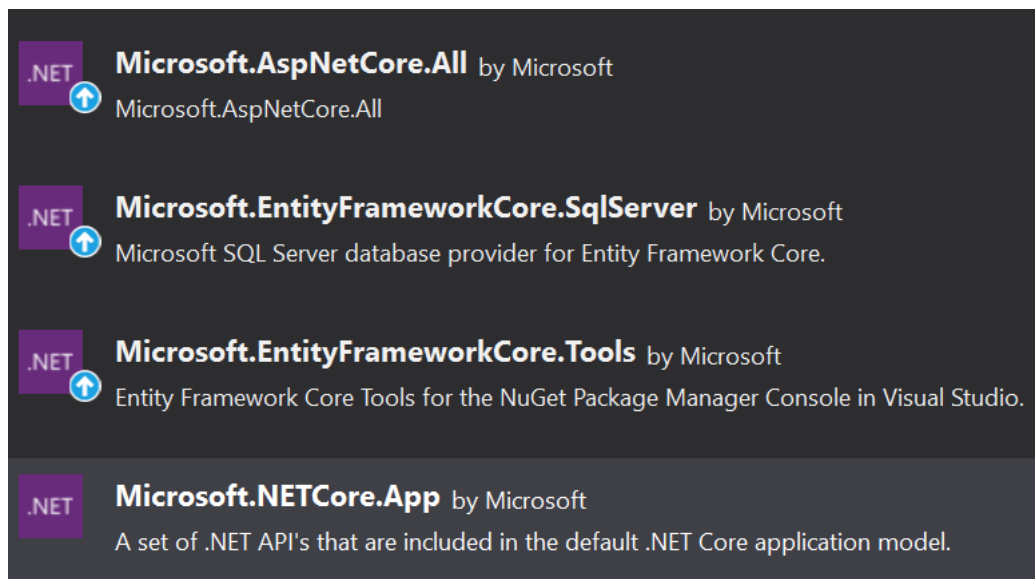 .NET
Microsoft.AspNetCore.All by Microsoft
Microsoft.AspNetCore.All
.NET
Microsoft.EntityFrameworkCore.SqlServer by Microsoft
Microsoft SQL Server database provider for Entity Framework Core.
.NET
Microsoft.EntityFrameworkCore.Tools by Microsoft
Entity Framework Core Tools for the NuGet Package Manager Console in Visual Studio.
.NET
Microsoft.NETCore.App by Microsoft
A set of .NET API's that are included in the default .NET Core application model.